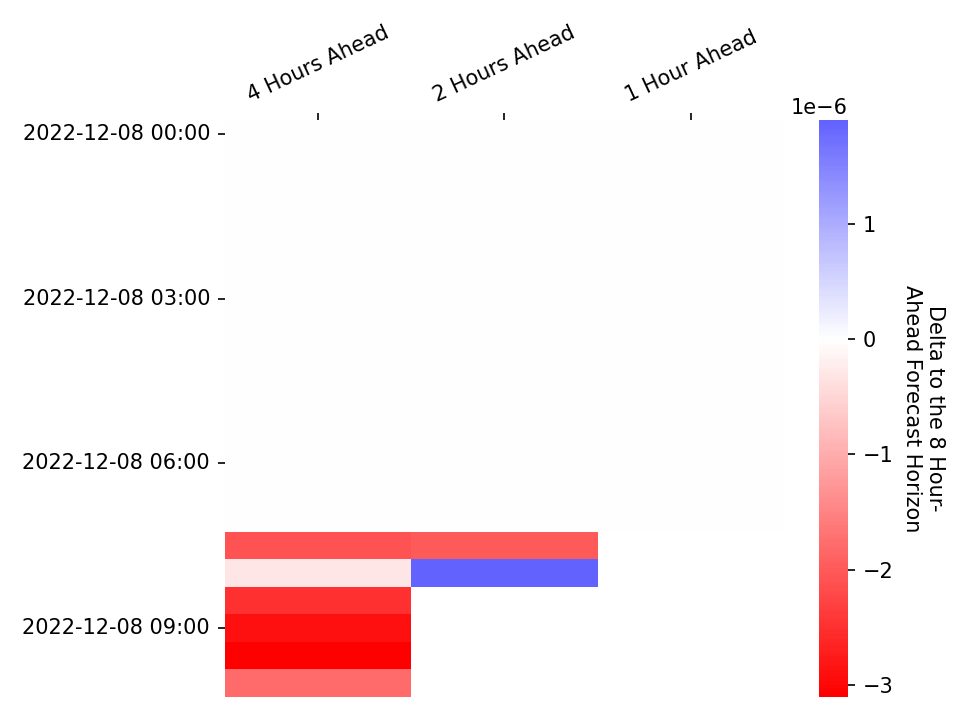 4 Hours Ahead
2 Hours Ahead
1 Hour Ahead
1e−6
2022-12-08 00:00
2022-12-08 03:00
2022-12-08 06:00
2022-12-08 09:00
1
0
−1
−2
−3
Delta to the 8 Hour-
Ahead Forecast Horizon